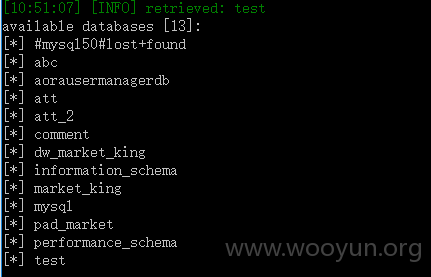 [10:51:07] [INFO] retrieved: test
available databases [13]:
[*] #mysql50#lost+found
[*] abc
[*] aorausermanagerdb
[*] att
[*] att_2
[*] comment
[*] dw_market_king
[*] information_schema
[*] market_king
[*] mysql
[*] pad_market
[*] performance_schema
[*] test
www.wooyun.org